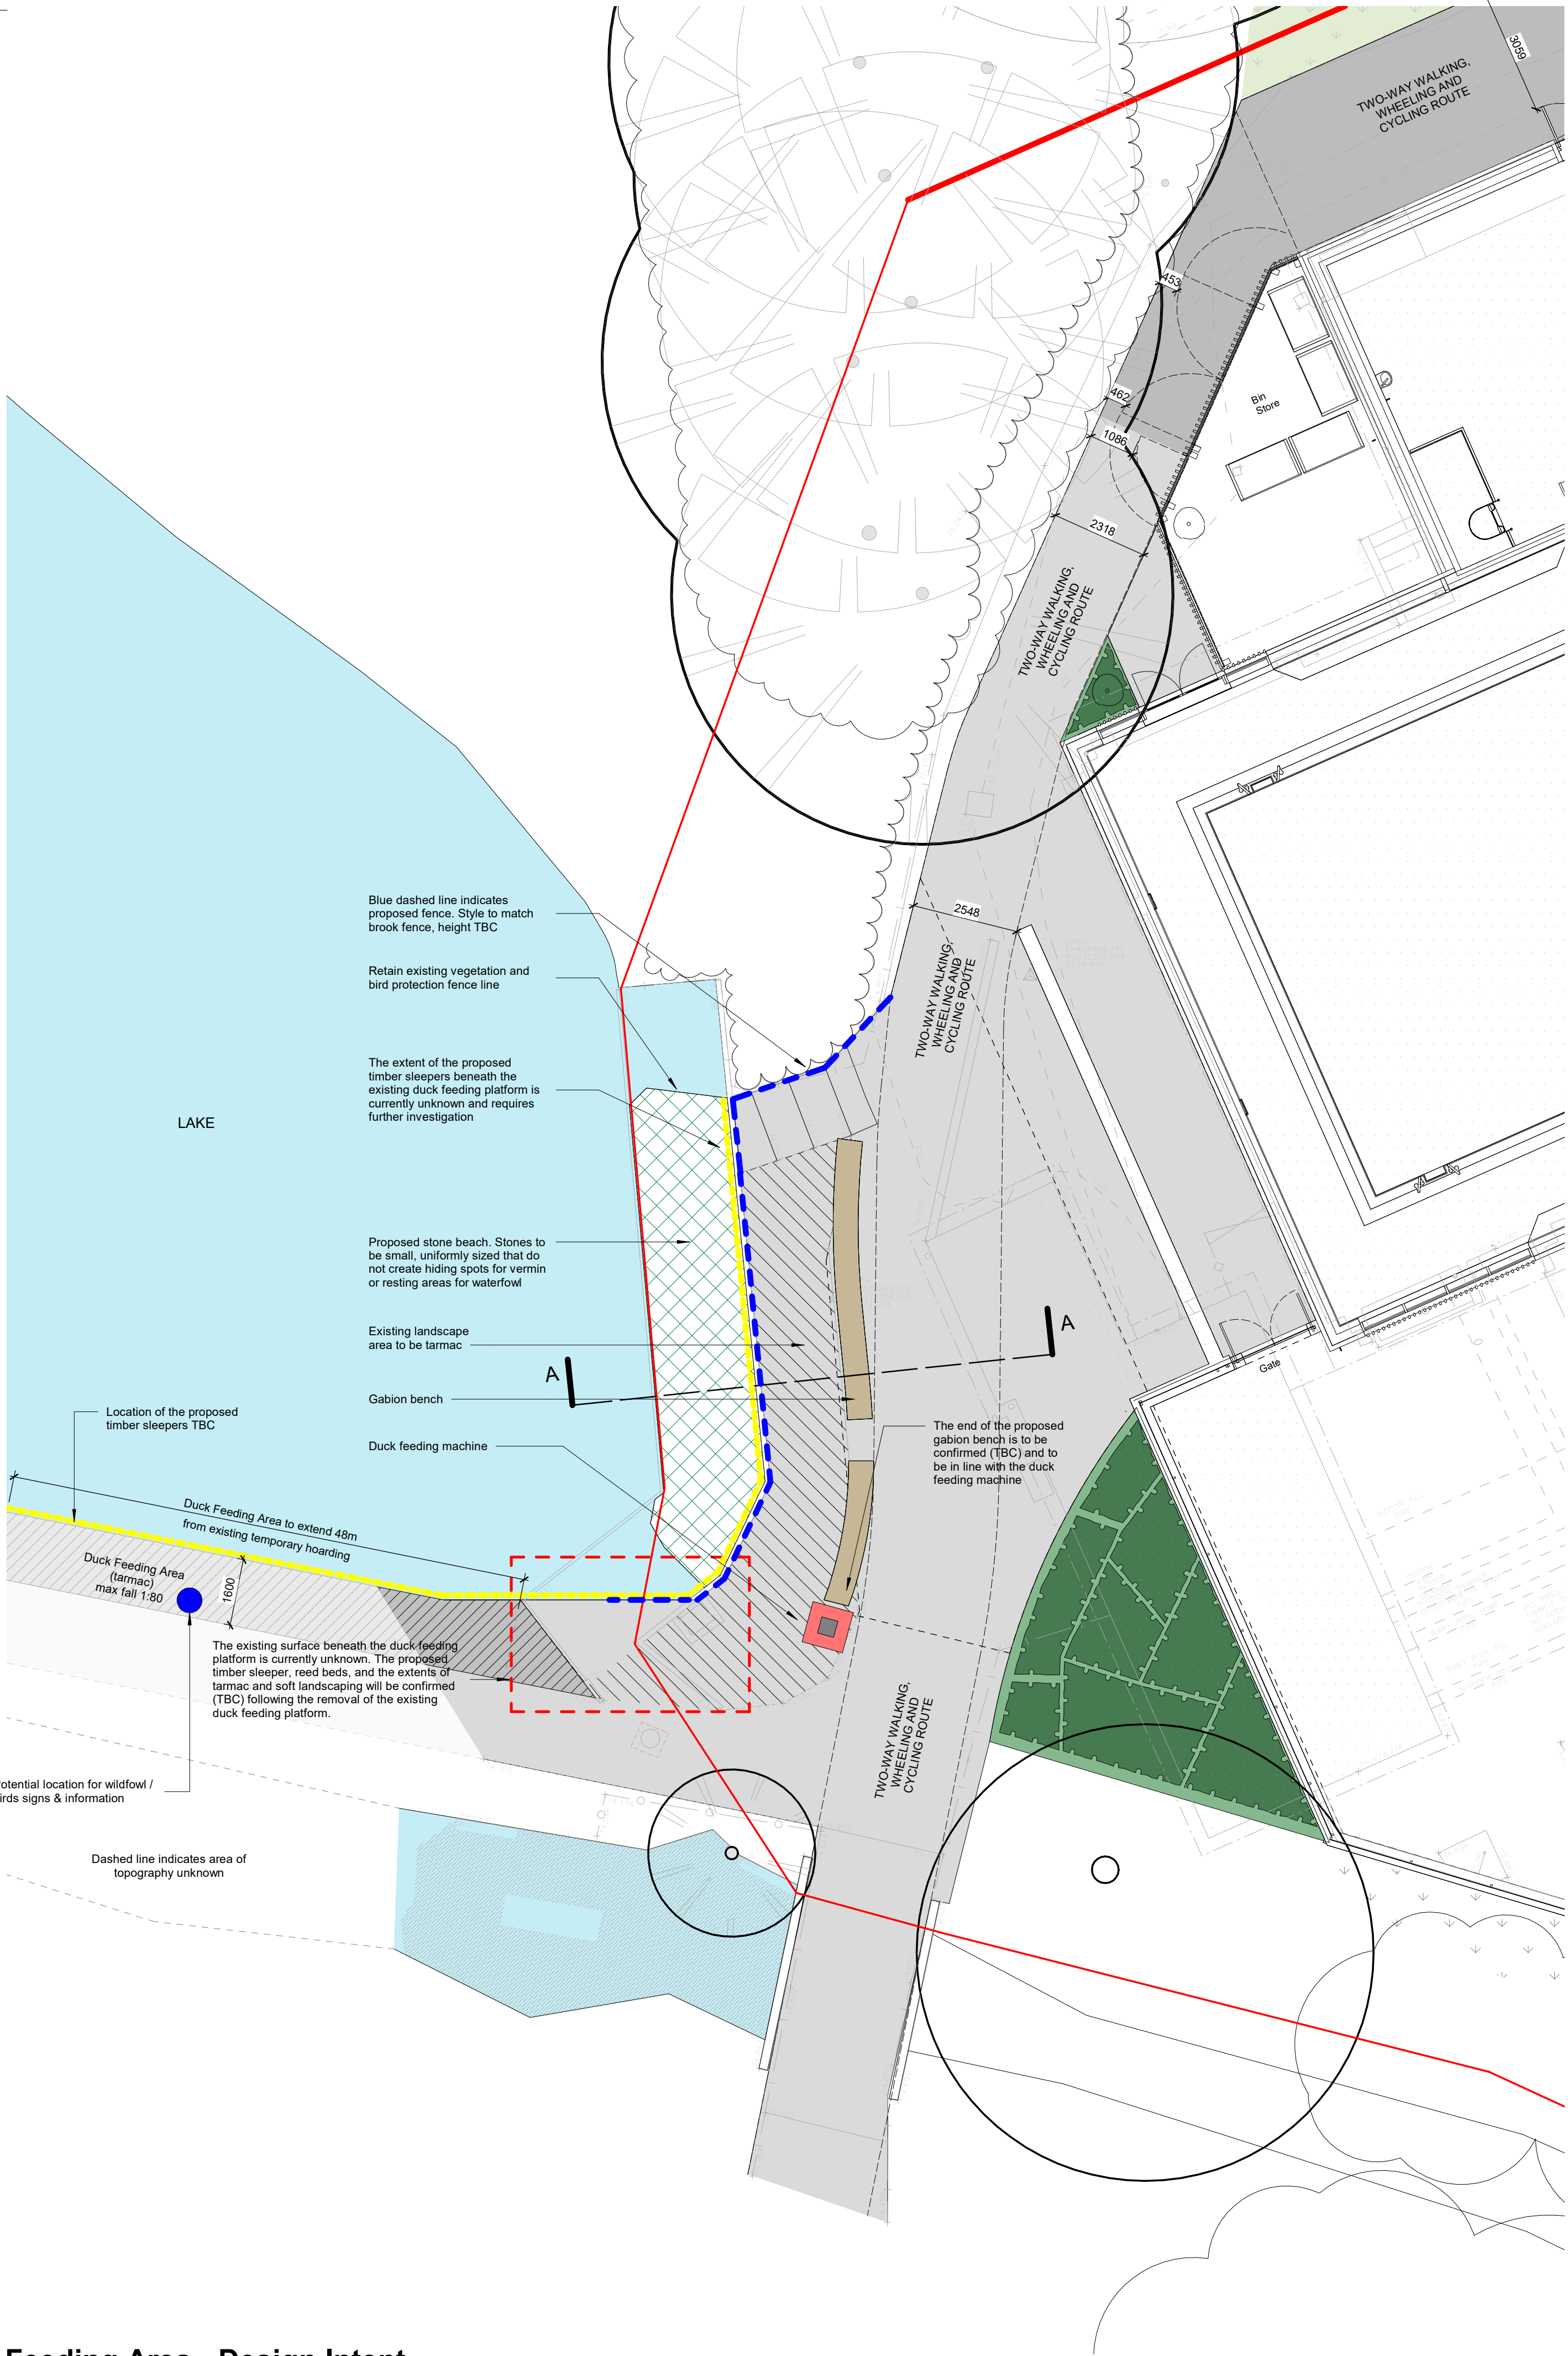 3059
TWO-WAY WALKING,
WHEELING AND
CYCLING ROUTE
453
462
1086
Bin
Store
2318
TWO-WAY WALKING,
WHEELING AND
CYCLING ROUTE
Blue dashed line indicates
proposed fence. Style to match
brook fence, height TBC
2548
TWO-WAY WALKING,
WHEELING AND
CYCLING ROUTE
Retain existing vegetation and
bird protection fence line
The extent of the proposed
timber sleepers beneath the
existing duck feeding platform is
currently unknown and requires
further investigation
LAKE
Proposed stone beach. Stones to
be small, uniformly sized that do
not create hiding spots for vermin
or resting areas for waterfowl
Existing landscape
area to be tarmac
A
A
Gate
Gabion bench
Location of the proposed
timber sleepers TBC
Duck feeding machine
The end of the proposed
gabion bench is to be
confirmed (TBC) and to
be in line with the duck
feeding machine
Duck Feeding Area to extend 48m
from existing temporary hoarding
Duck Feeding Area
(tarmac)
max fall 1:80
1600
The existing surface beneath the duck feeding
platform is currently unknown. The proposed
timber sleeper, reed beds, and the extents of
tarmac and soft landscaping will be confirmed
(TBC) following the removal of the existing
duck feeding platform.
TWO-WAY WALKING,
WHEELING AND
CYCLING ROUTE
otential location for wildfowl /
irds signs & information
Dashed line indicates area of
topography unknown
Feeding Area - Design Intent